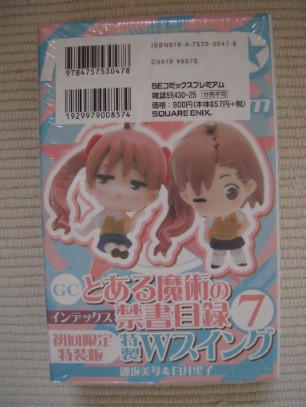 ISBN978-4-7575-3047-8
9784757530478
C9979 ¥857E
1929979008574
SEコミックスプレミアム
雑誌55430-25 分売不可
価格：900円(本体857円+税)
SQUARE ENIX.
m
GC とある魔術の
インデックス 禁書目録 7
初回限定特装版
特製Wスイング
御坂美琴&白井黒子